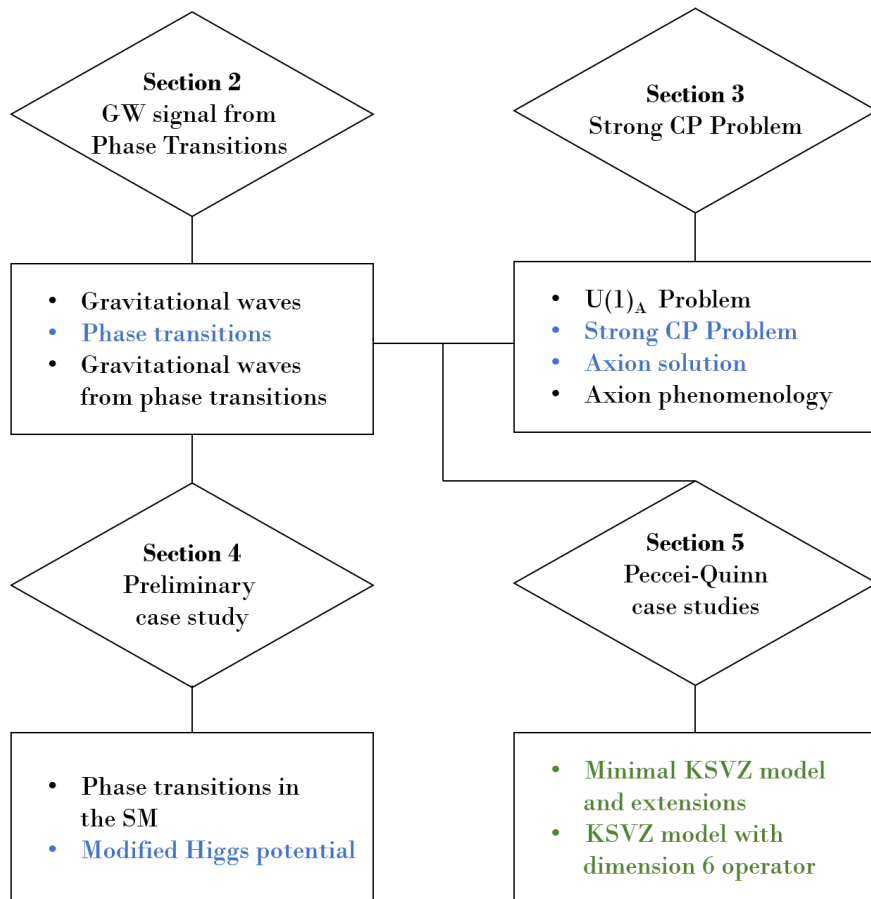 Section 2
GW signal from
Phase Transitions
Section 3
Strong CP Problem
• Gravitational waves
• Phase transitions
• Gravitational waves
from phase transitions
• U(1)_A Problem
• Strong CP Problem
• Axion solution
• Axion phenomenology
Section 4
Preliminary
case study
Section 5
Peccei-Quinn
case studies
• Phase transitions in
the SM
• Modified Higgs potential
• Minimal KSVZ model
and extensions
• KSVZ model with
dimension 6 operator